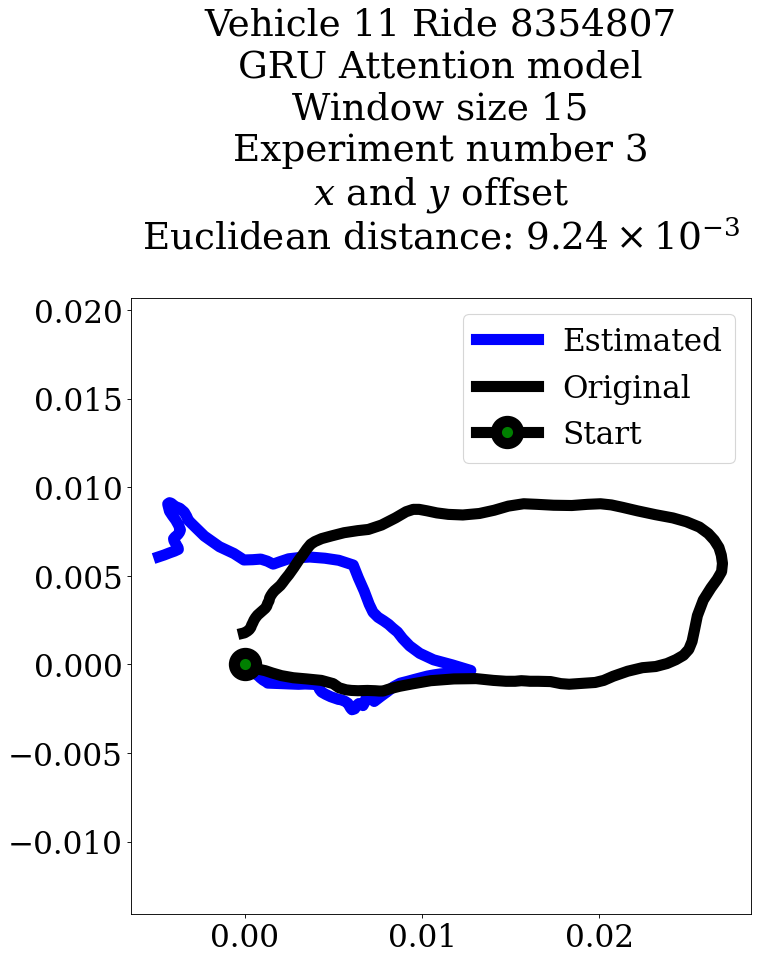 Vehicle 11 Ride 8354807
GRU Attention model
Window size 15
Experiment number 3
x and y offset
Euclidean distance: 9.24 × 10⁻³
Estimated
Original
Start
0.020
0.015
0.010
0.005
0.000
−0.005
−0.010
0.00 0.01 0.02